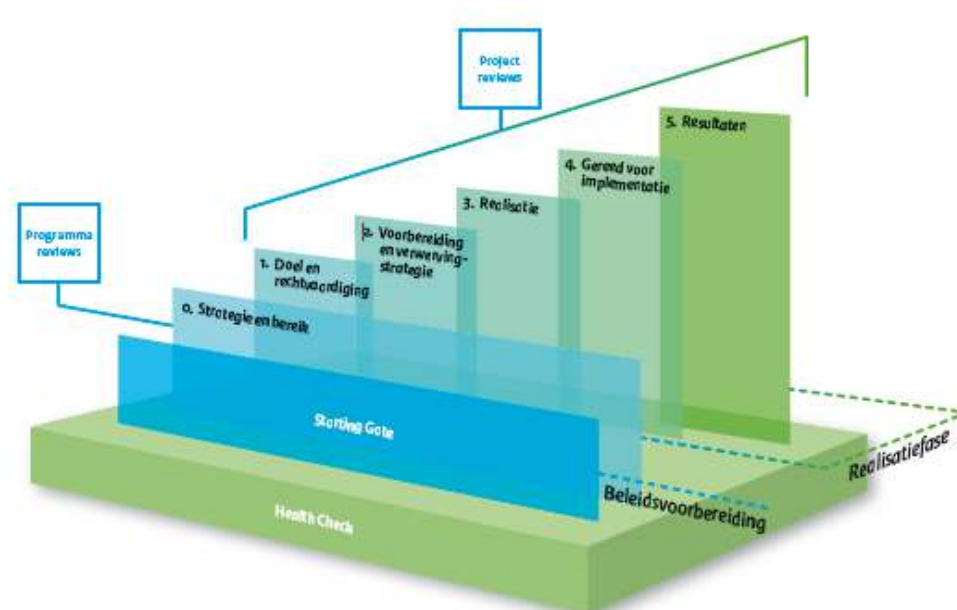 Project
reviews
5. Resultaten
4. Gereed voor
implementatie
3. Realisatie
2. Voorbereiding
en verwerving-
strategie
Programma
reviews
1. Doel en
rechtvaardiging
0. Strategie en bereik
Starting Gate
Realisatiefase
Beleidsvoorbereiding
Health Check